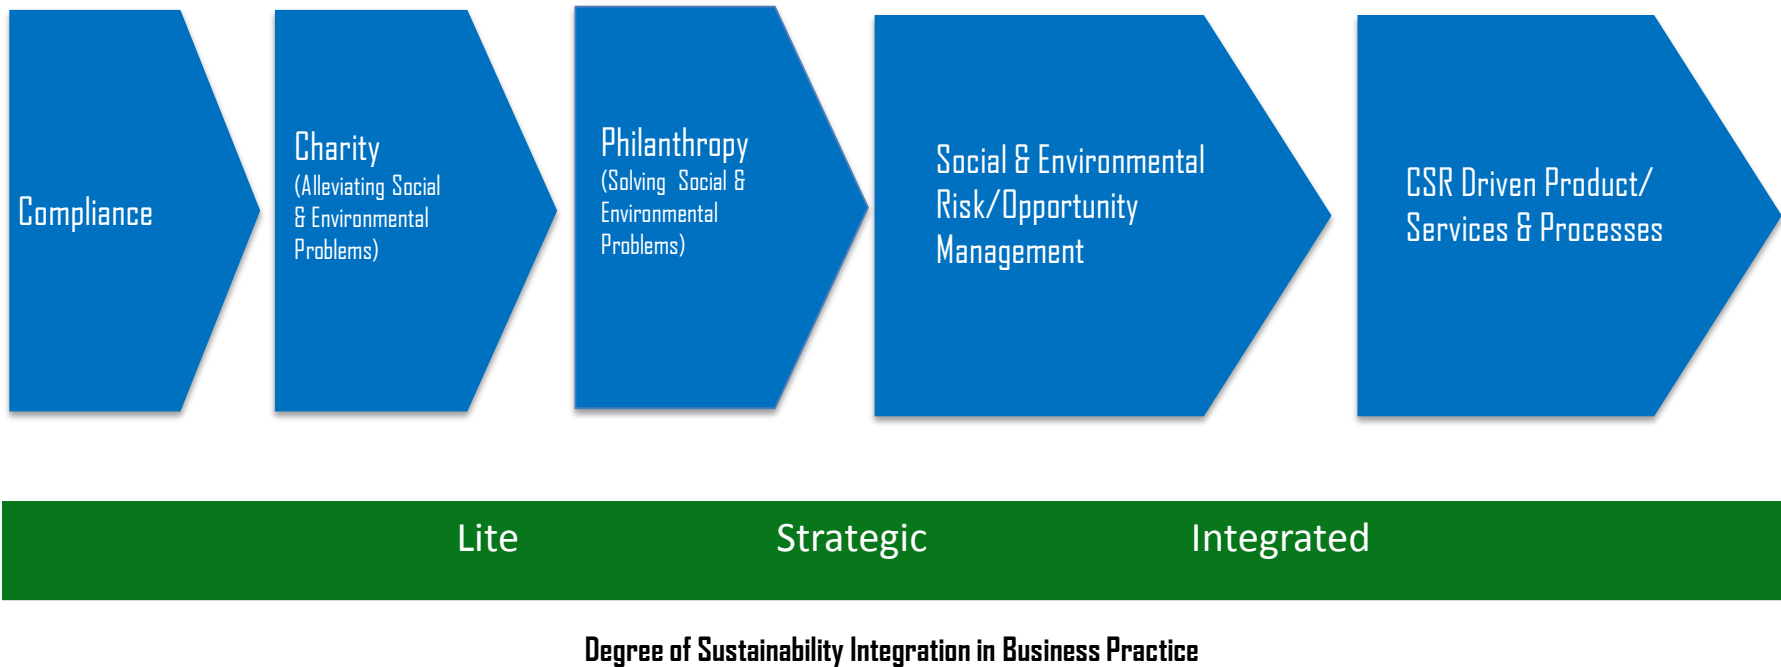 Compliance
Charity
(Alleviating Social
& Environmental
Problems)
Philanthropy
(Solving Social &
Environmental
Problems)
Social & Environmental
Risk/Opportunity
Management
CSR Driven Product/
Services & Processes
Lite
Strategic
Integrated
Degree of Sustainability Integration in Business Practice